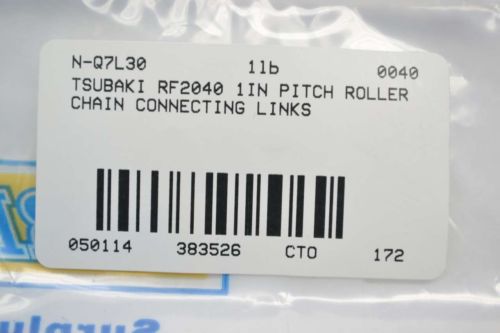 N-Q7L30 1lb 0040
TSUBAKI RF2040 1IN PITCH ROLLER
CHAIN CONNECTING LINKS
050114 383526 CTO 172